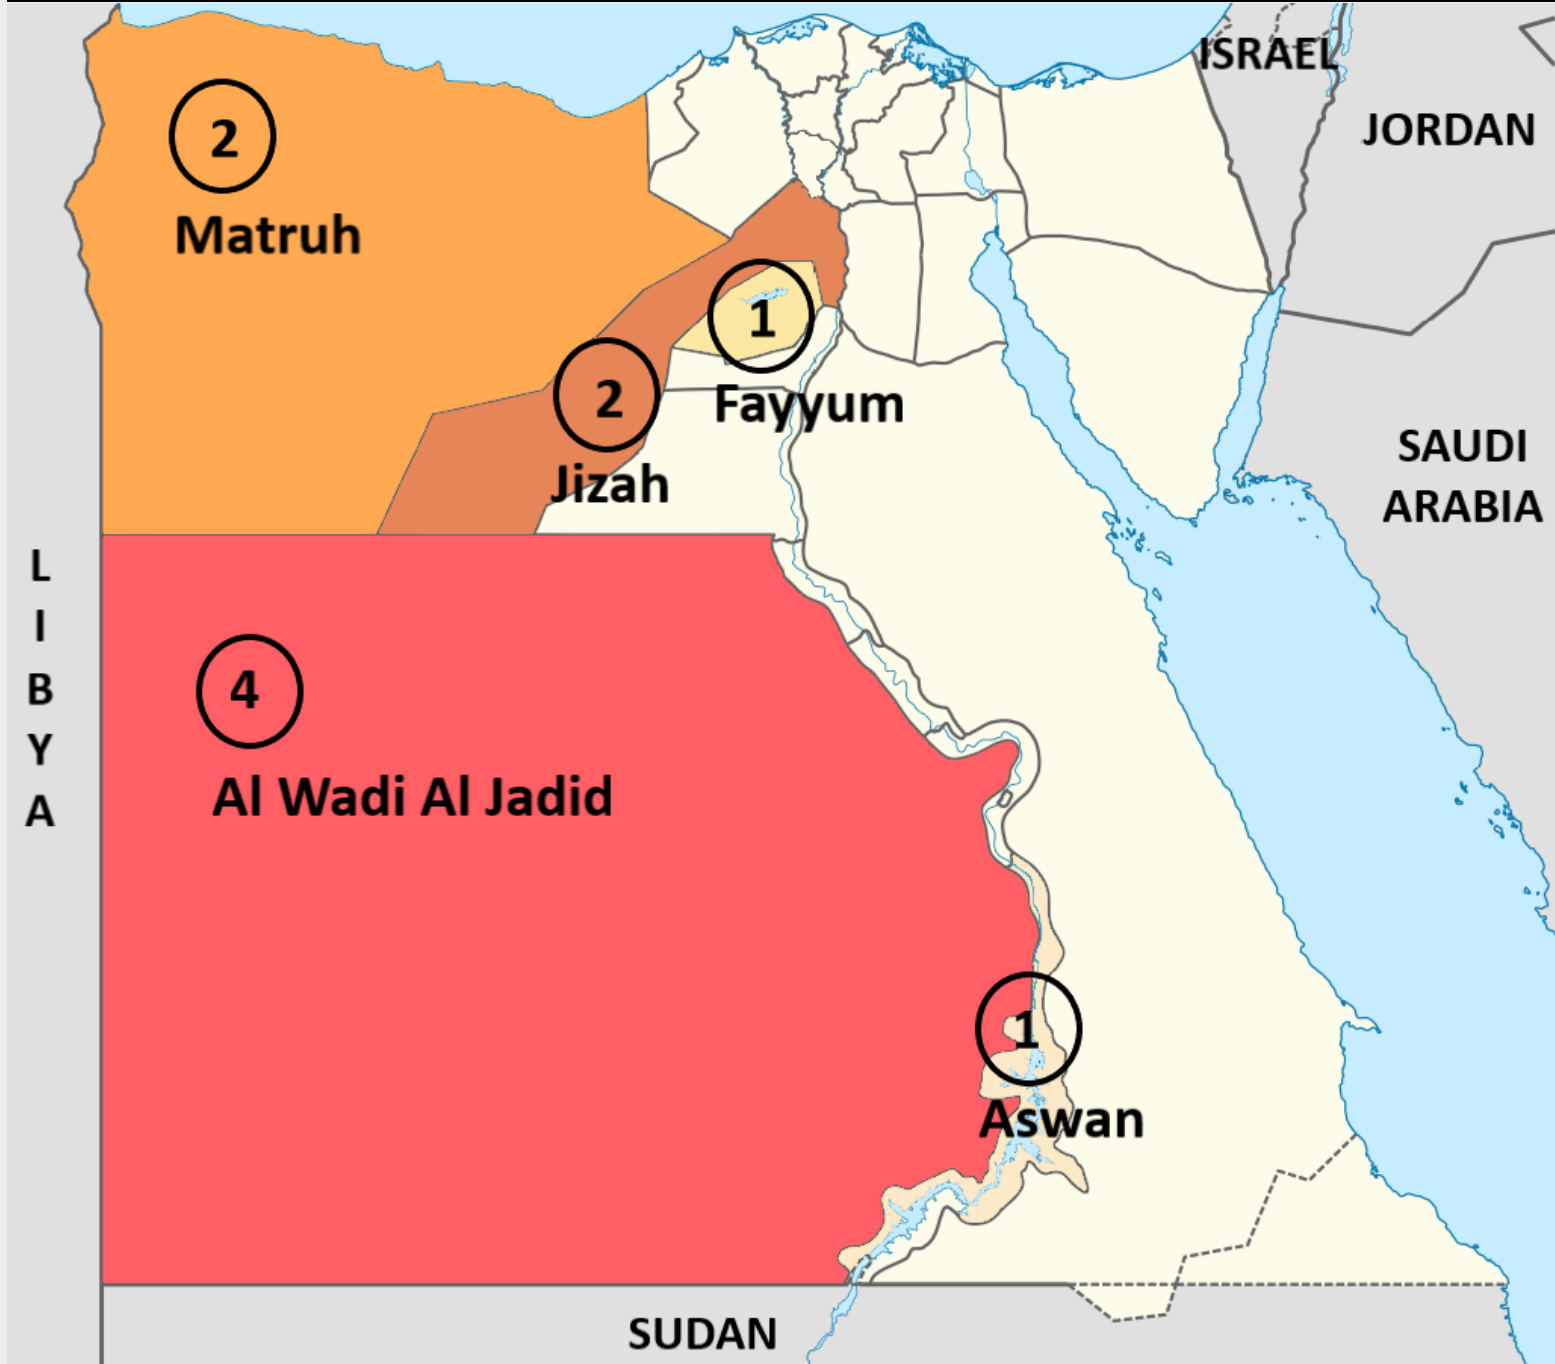 ISRAEL
JORDAN
2
Matruh
1
Fayyum
2
Jizah
SAUDI
ARABIA
L
I
B
Y
A
4
Al Wadi Al Jadid
1
Aswan
SUDAN